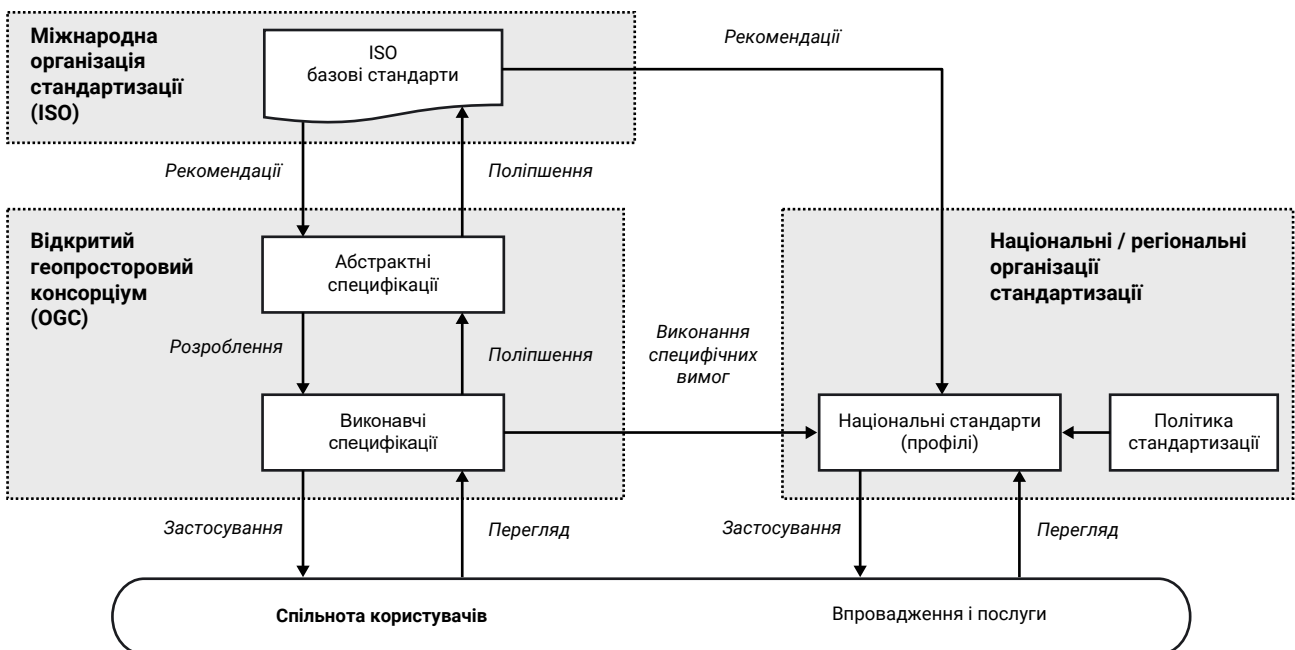 Міжнародна
організація
стандартизації
(ISO)
ISO
базові стандарти
Рекомендації
Рекомендації
Поліпшення
Відкритий
геопросторовий
консорціум
(OGC)
Абстрактні
специфікації
Національні / регіональні
організації
стандартизації
Розроблення
Поліпшення
Виконання
специфічних
вимог
Виконавчі
специфікації
Національні стандарти
(профілі)
Політика
стандартизації
Застосування
Перегляд
Застосування
Перегляд
Спільнота користувачів
Впровадження і послуги